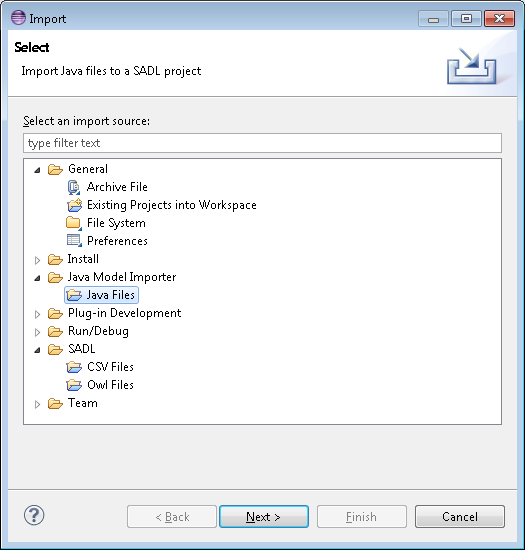 Import
Select
Import Java files to a SADL project
Select an import source:
type filter text
General
Archive File
Existing Projects into Workspace
File System
Preferences
Install
Java Model Importer
Java Files
Plug-in Development
Run/Debug
SADL
CSV Files
Owl Files
Team
? < Back Next > Finish Cancel